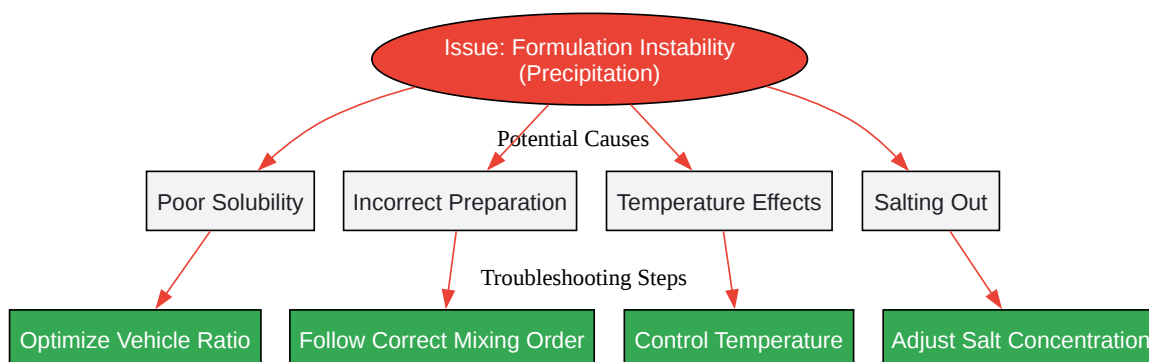 Issue: Formulation Instability
(Precipitation)
Potential Causes
Poor Solubility
Incorrect Preparation
Temperature Effects
Salting Out
Troubleshooting Steps
Optimize Vehicle Ratio
Follow Correct Mixing Order
Control Temperature
Adjust Salt Concentration